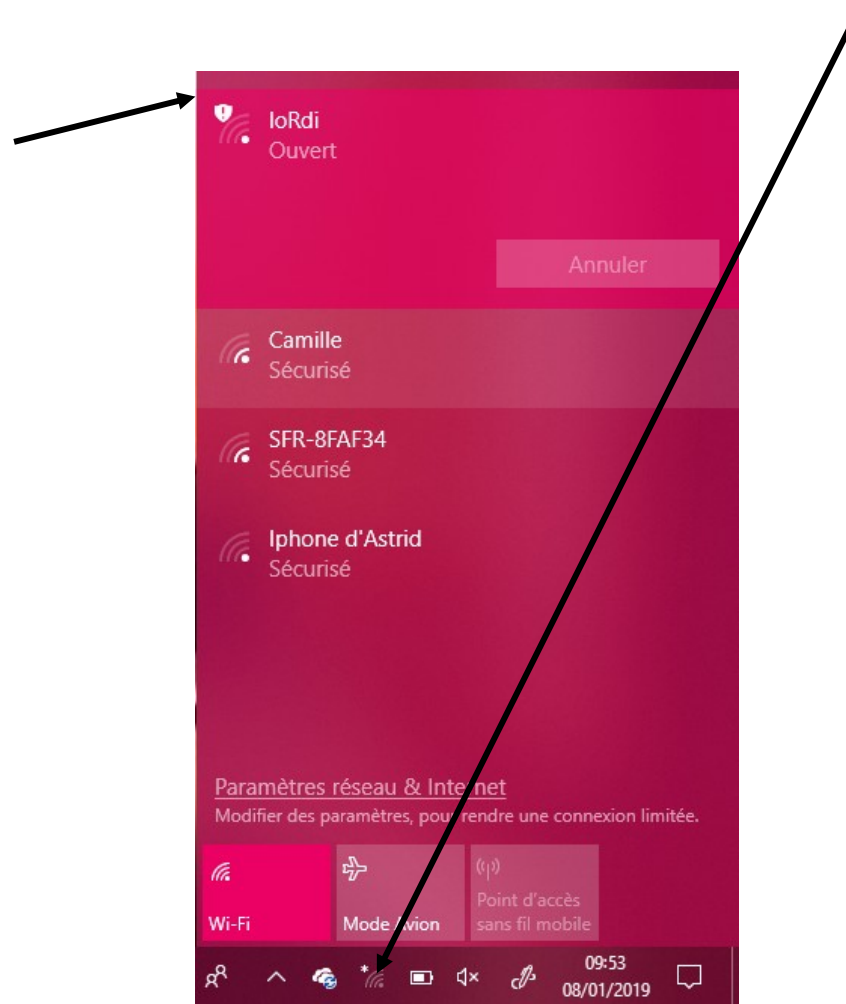 IoRdi
Ouvert
Annuler
Camille
Sécurisé
SFR-8FAF34
Sécurisé
Iphone d'Astrid
Sécurisé
Paramètres réseau & Internet
Modifier des paramètres, pour rendre une connexion limitée.
Wi-Fi
Mode Avion
Point d'accès
sans fil mobile
09:53
08/01/2019